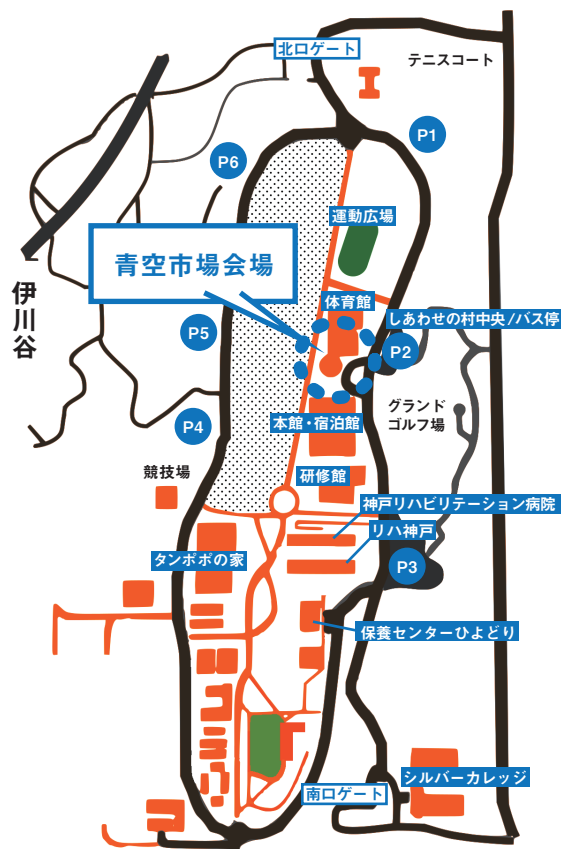 北口ゲート
テニスコート
P1
P6
運動広場
青空市場会場
体育館
伊川谷
しあわせの村中央/バス停
P5
P2
グランド
ゴルフ場
P4
本館・宿泊館
競技場
研修館
神戸リハビリテーション病院
リハ神戸
タンポポの家
P3
保養センターひよどり
シルバーカレッジ
南口ゲート